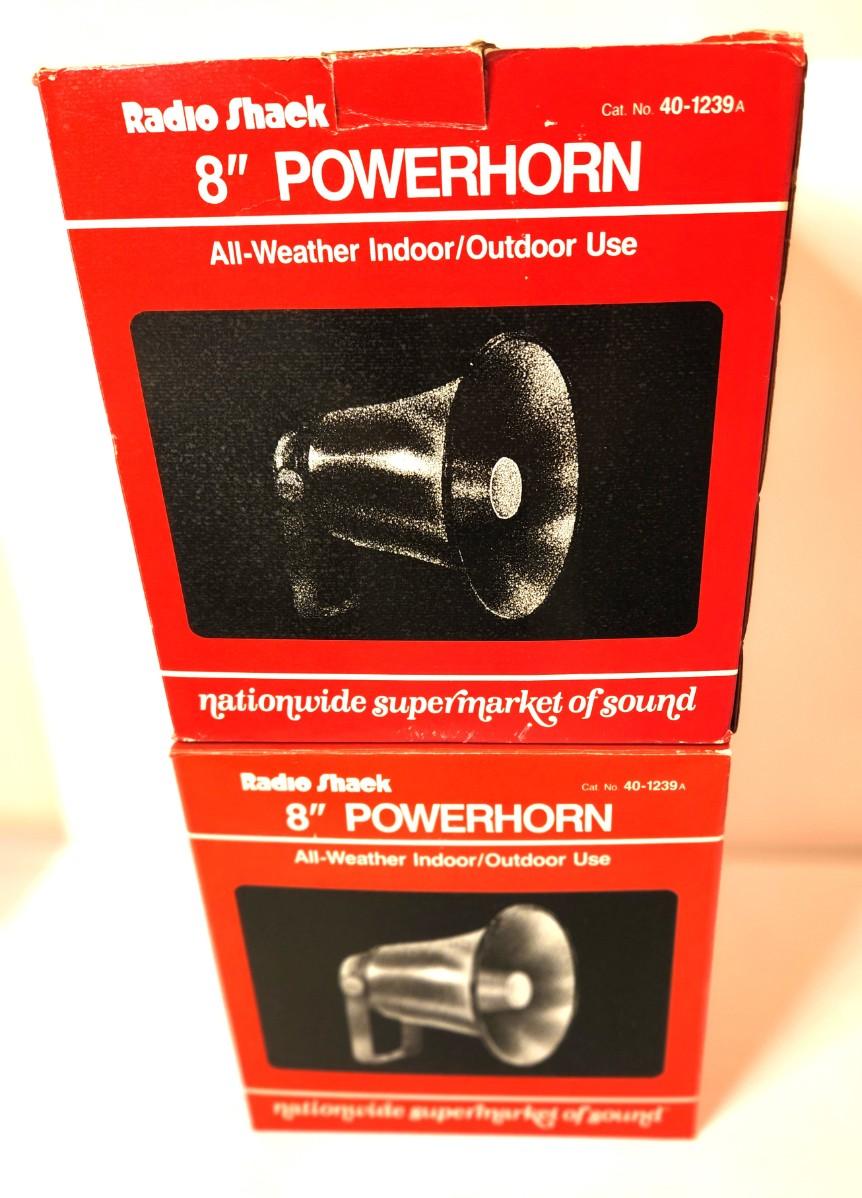 Radio Shack
Cat. No. 40-1239A
8" POWERHORN
All-Weather Indoor/Outdoor Use
nationwide supermarket of sound
Radio Shack
Cat. No. 40-1239A
8" POWERHORN
All-Weather Indoor/Outdoor Use
nationwide supermarket of sound